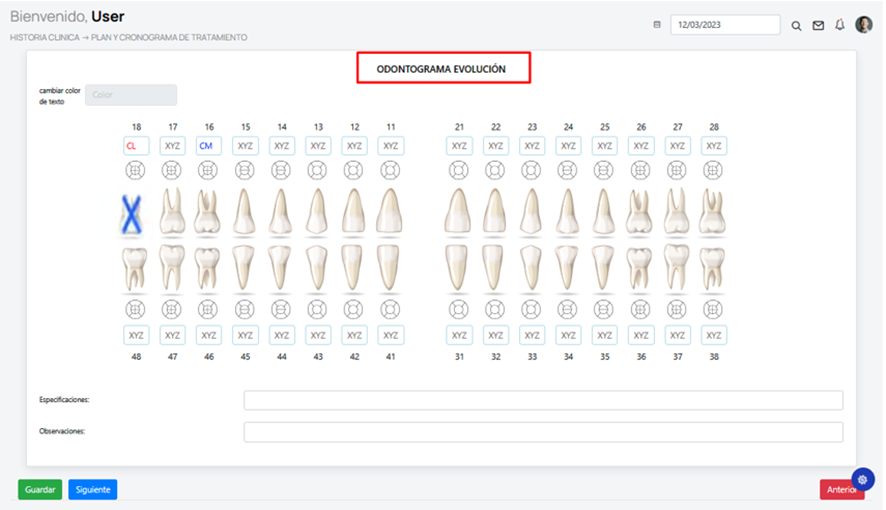 Bienvenido, User
12/03/2023
HISTORIA CLINICA → PLAN Y CRONOGRAMA DE TRATAMIENTO
ODONTOGRAMA EVOLUCIÓN
cambiar color
de texto
Color
18 17 16 15 14 13 12 11 21 22 23 24 25 26 27 28
CL XYZ CM XYZ XYZ XYZ XYZ XYZ XYZ XYZ XYZ XYZ XYZ XYZ XYZ XYZ
XYZ XYZ XYZ XYZ XYZ XYZ XYZ XYZ XYZ XYZ XYZ XYZ XYZ XYZ XYZ XYZ
48 47 46 45 44 43 42 41 31 32 33 34 35 36 37 38
Especificaciones:
Observaciones:
Guardar Siguiente Anterior